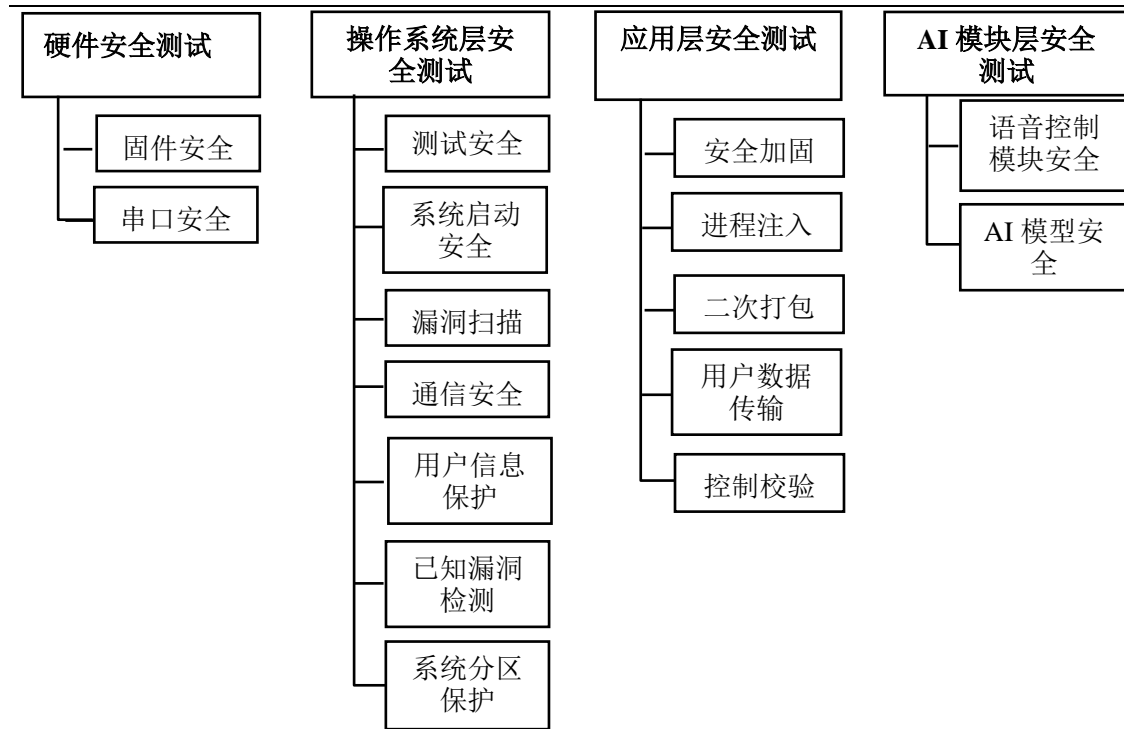 硬件安全测试
固件安全
串口安全
操作系统层安
全测试
测试安全
系统启动
安全
漏洞扫描
通信安全
用户信息
保护
已知漏洞
检测
系统分区
保护
应用层安全测试
安全加固
进程注入
二次打包
用户数据
传输
控制校验
AI 模块层安全
测试
语音控制
模块安全
AI 模型安
全